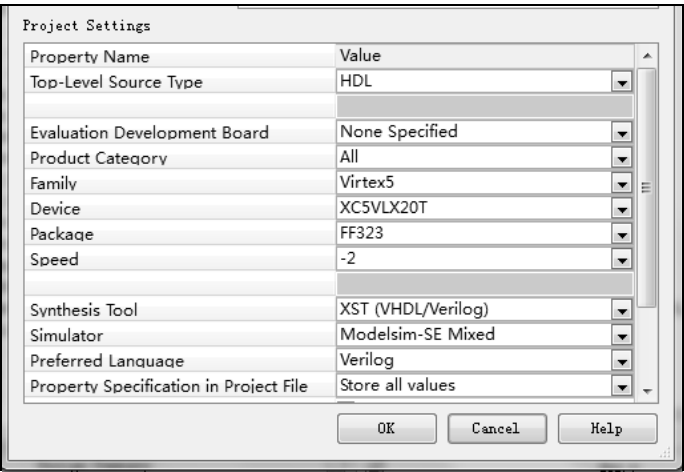 Project Settings
Property Name Value
Top-Level Source Type HDL
Evaluation Development Board None Specified
Product Category All
Family Virtex5
Device XC5VLX20T
Package FF323
Speed -2
Synthesis Tool XST (VHDL/Verilog)
Simulator Modelsim-SE Mixed
Preferred Language Verilog
Property Specification in Project File Store all values
OK Cancel Help